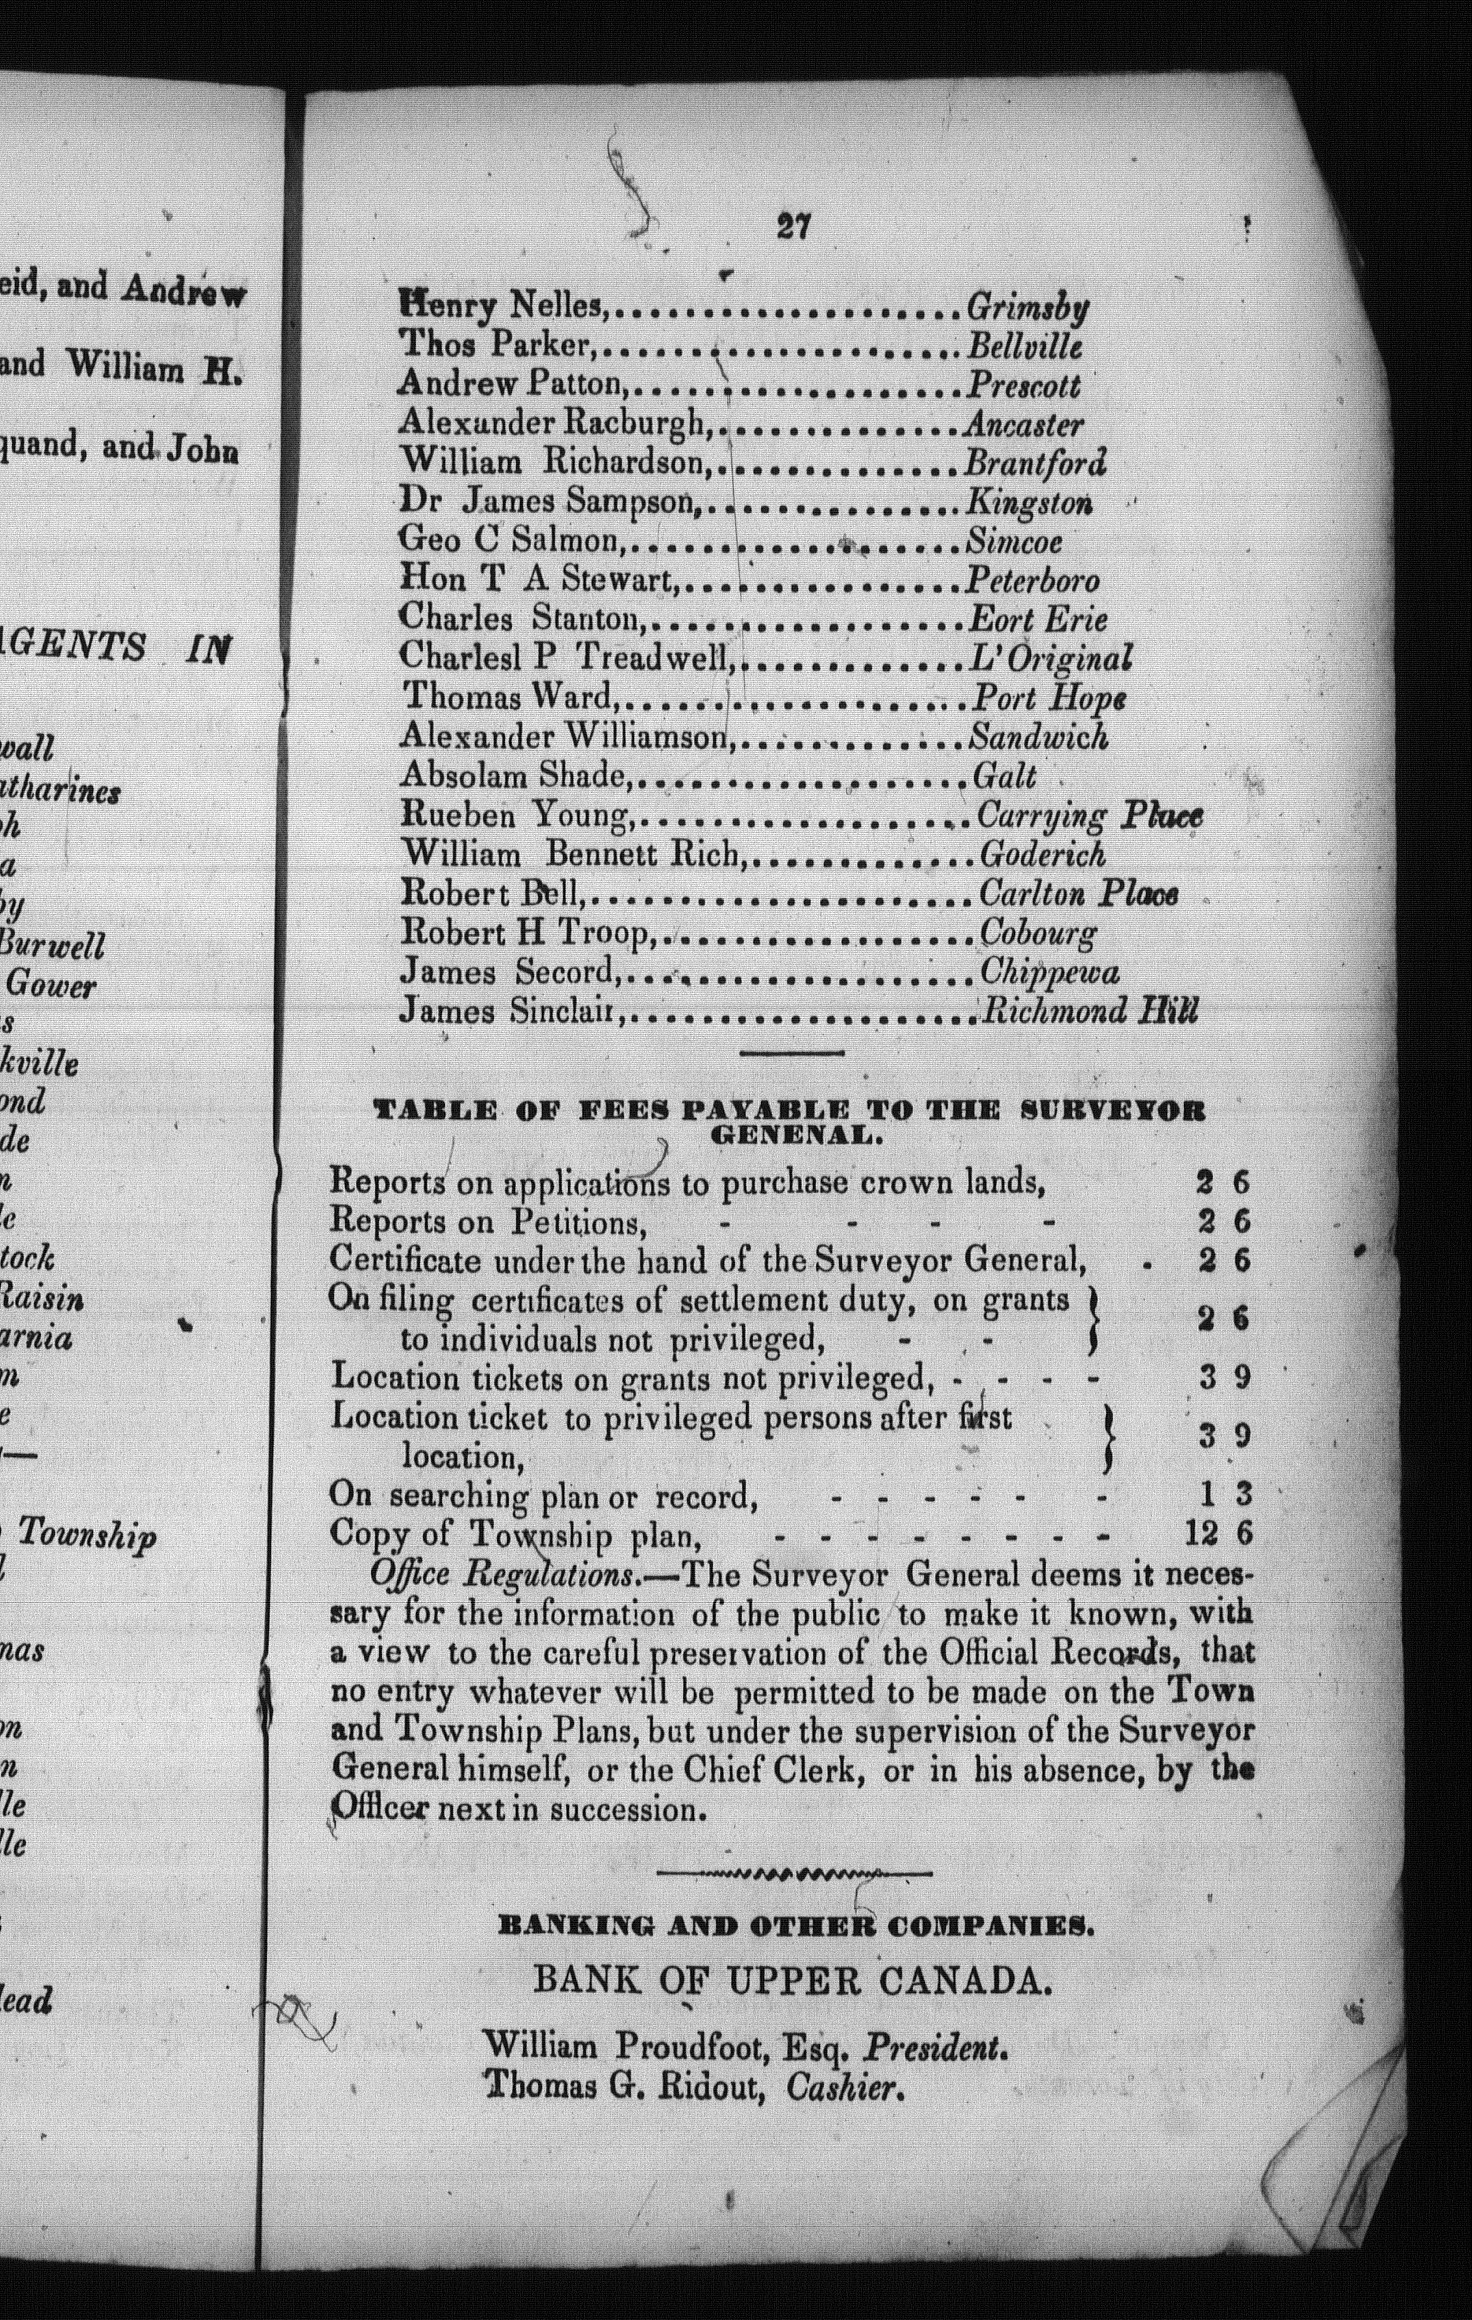 eid, and Andrew
and William H.
quand, and John
AGENTS IN
wall
atharines
ph
a
by
Burwell
Gower
s
kville
ond
de
n
le
tock
Raisin
arnia
m
e
Township
mas
on
n
lle
lle
lead
27
Henry Nelles,....................Grimsby
Thos Parker,.....................Bellville
Andrew Patton,...................Prescott
Alexander Racburgh,..............Ancaster
William Richardson,..............Brantford
Dr James Sampson,...............Kingston
Geo C Salmon,...................Simcoe
Hon T A Stewart,................Peterboro
Charles Stanton,..................Eort Erie
Charlesl P Treadwell,.............L'Original
Thomas Ward,....................Port Hope
Alexander Williamson,.............Sandwich
Absolam Shade,...................Galt
Rueben Young,...................Carrying Place
William Bennett Rich,.............Goderich
Robert Bell,......................Carlton Place
Robert H Troop,..................Cobourg
James Secord,....................Chippewa
James Sinclair,....................Richmond Hill
TABLE OF FEES PAYABLE TO THE SURVEYOR
GENENAL.
Reports on applications to purchase crown lands, 2 6
Reports on Petitions, - - - - 2 6
Certificate under the hand of the Surveyor General, . 2 6
On filing certificates of settlement duty, on grants
to individuals not privileged, - - } 2 6
Location tickets on grants not privileged, - - - - 3 9
Location ticket to privileged persons after first
location, } 3 9
On searching plan or record, - - - - - - 1 3
Copy of Township plan, - - - - - - - - 12 6
Office Regulations.—The Surveyor General deems it neces-
sary for the information of the public to make it known, with
a view to the careful preservation of the Official Records, that
no entry whatever will be permitted to be made on the Town
and Township Plans, but under the supervision of the Surveyor
General himself, or the Chief Clerk, or in his absence, by the
Officer next in succession.
BANKING AND OTHER COMPANIES.
BANK OF UPPER CANADA.
William Proudfoot, Esq. President.
Thomas G. Ridout, Cashier.